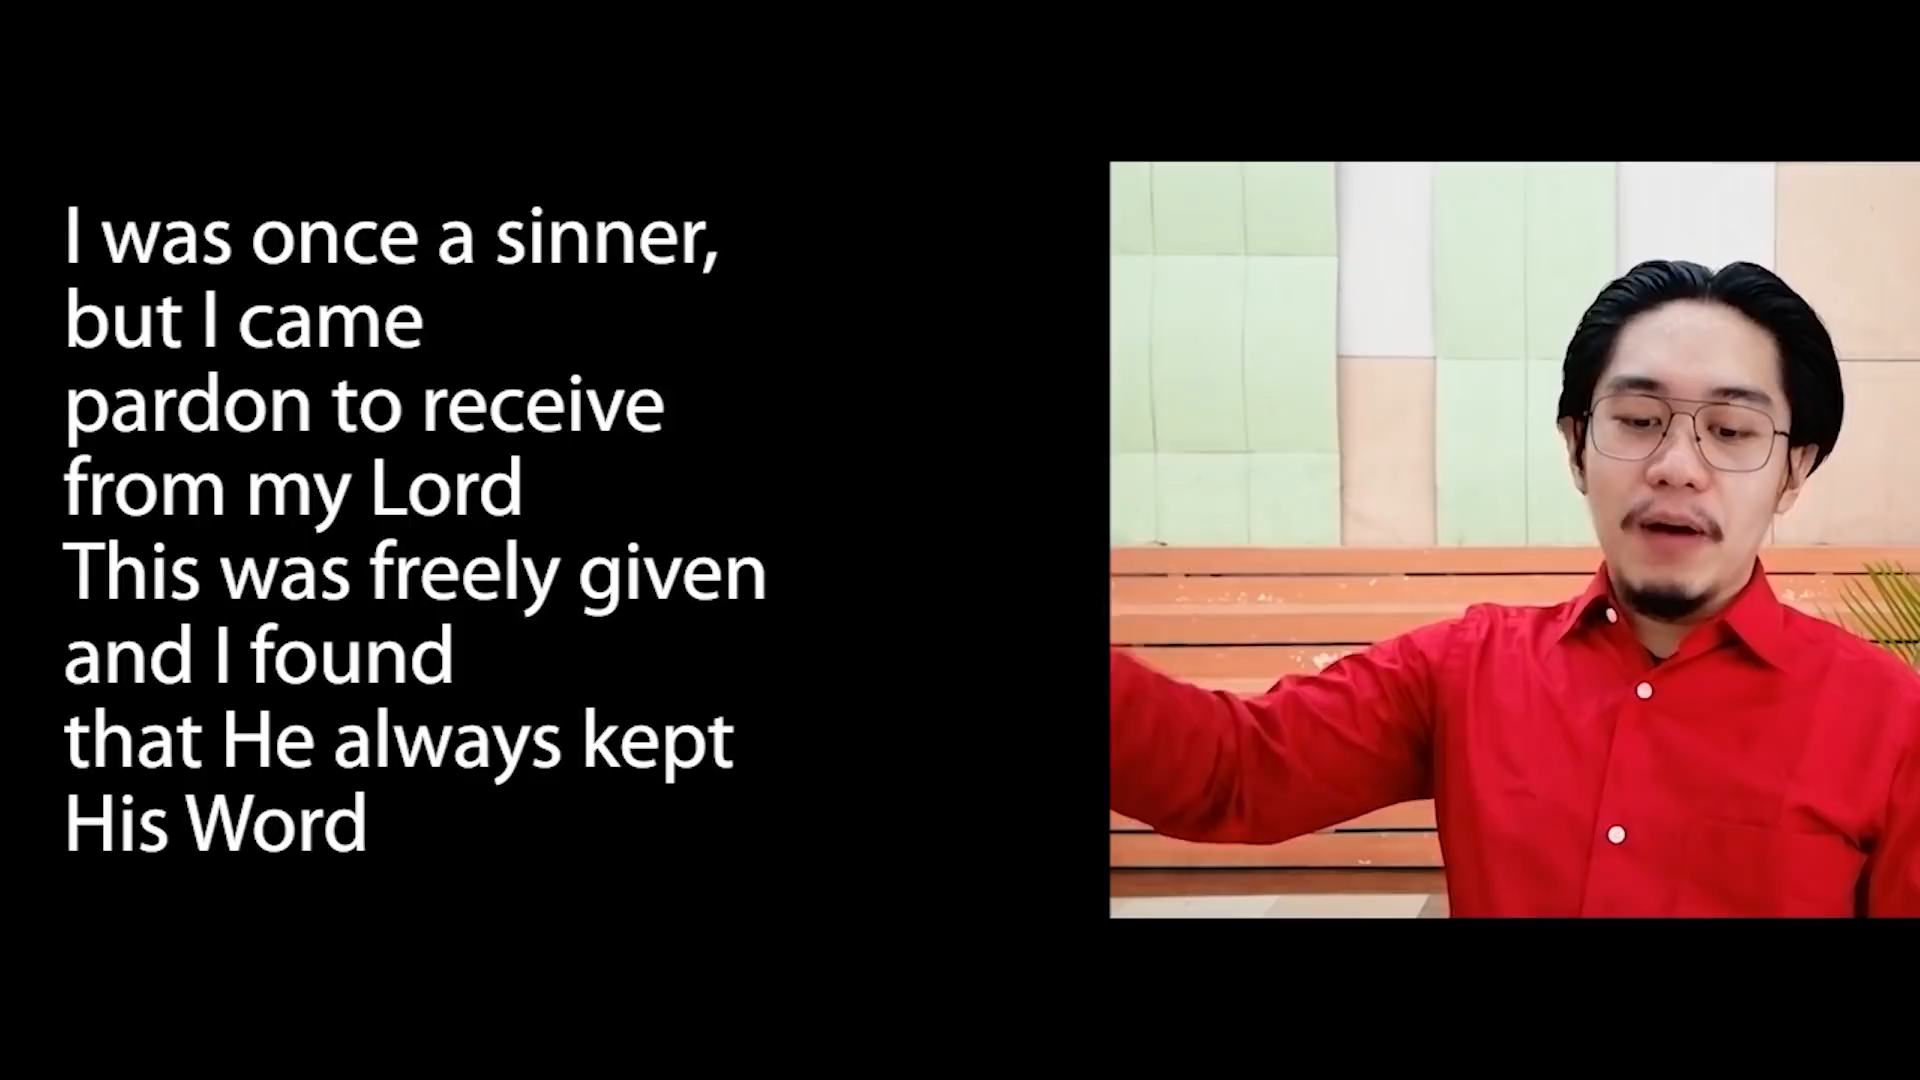 I was once a sinner,
but I came
pardon to receive
from my Lord
This was freely given
and I found
that He always kept
His Word